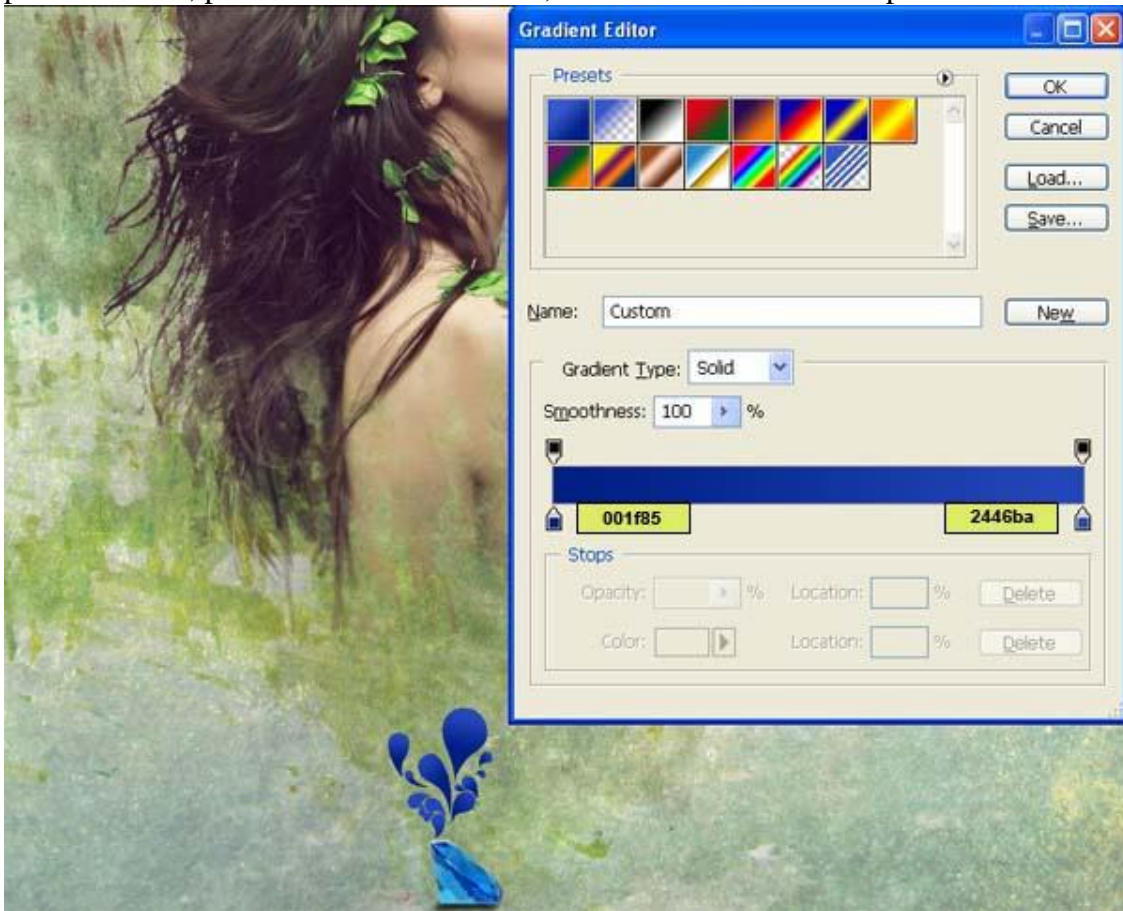 Gradient Editor
Presets
OK
Cancel
Load...
Save...
Name: Custom
New
Gradient Type: Solid
Smoothness: 100 %
001f85 2446ba
Stops
Opacity: % Location: % Delete
Color: Location: % Delete